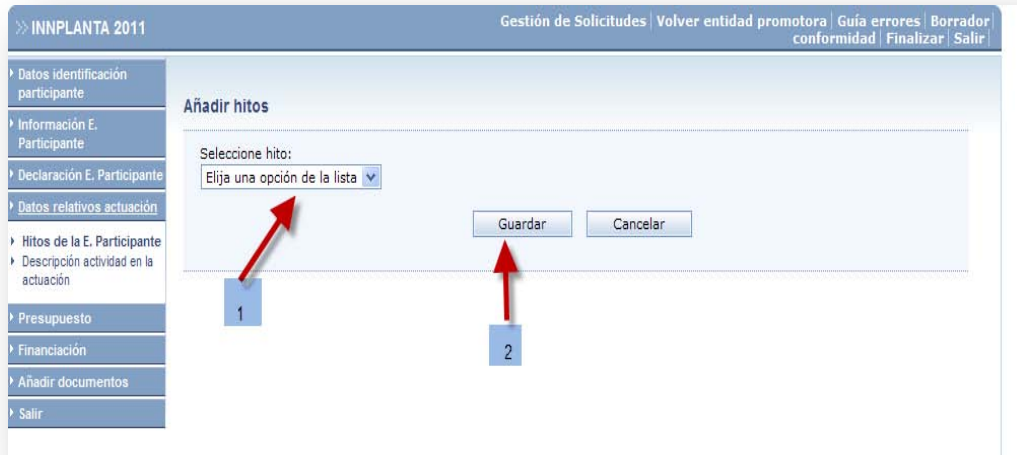 >> INNPLANTA 2011
Gestión de Solicitudes | Volver entidad promotora | Guía errores | Borrador |
conformidad | Finalizar | Salir |
Datos identificación
participante
Información E.
Participante
Declaración E. Participante
Datos relativos actuación
Hitos de la E. Participante
Descripción actividad en la
actuación
Presupuesto
Financiación
Añadir documentos
Salir
Añadir hitos
Seleccione hito:
Elija una opción de la lista
Guardar
Cancelar
1
2